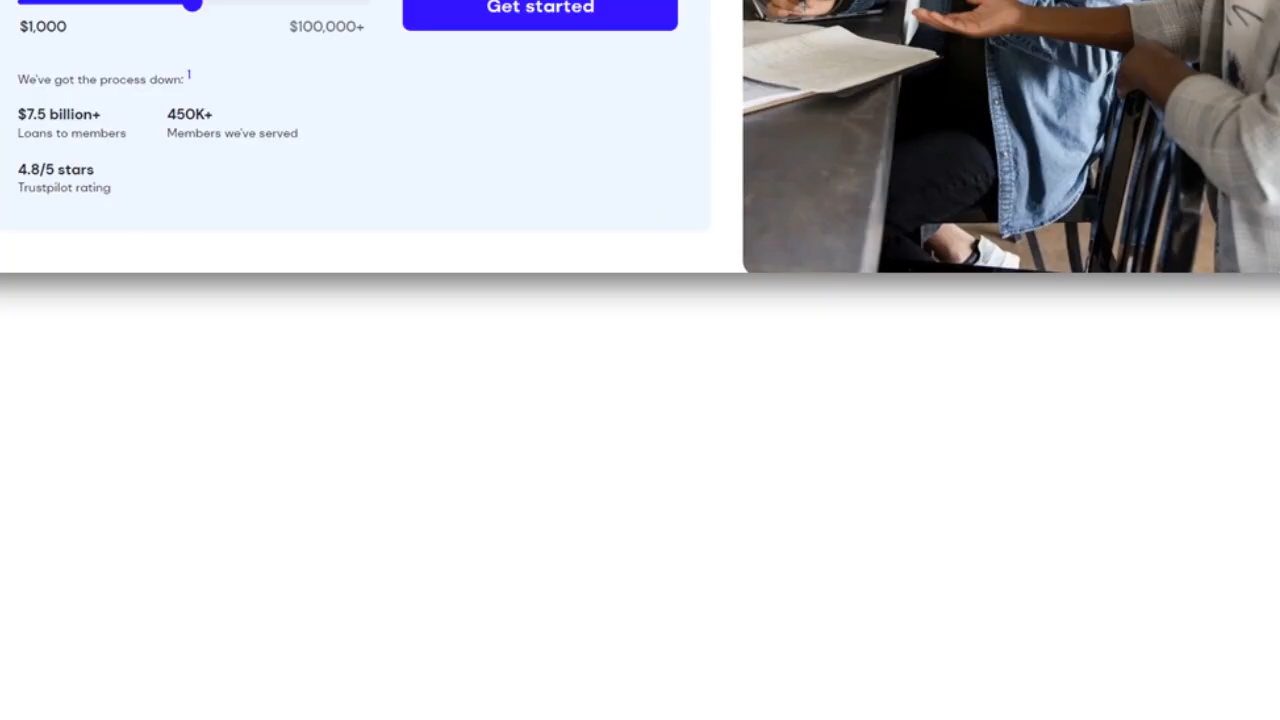 Get started
$1,000 $100,000+
We've got the process down: 1
$7.5 billion+ 450K+
Loans to members Members we've served
4.8/5 stars
Trustpilot rating